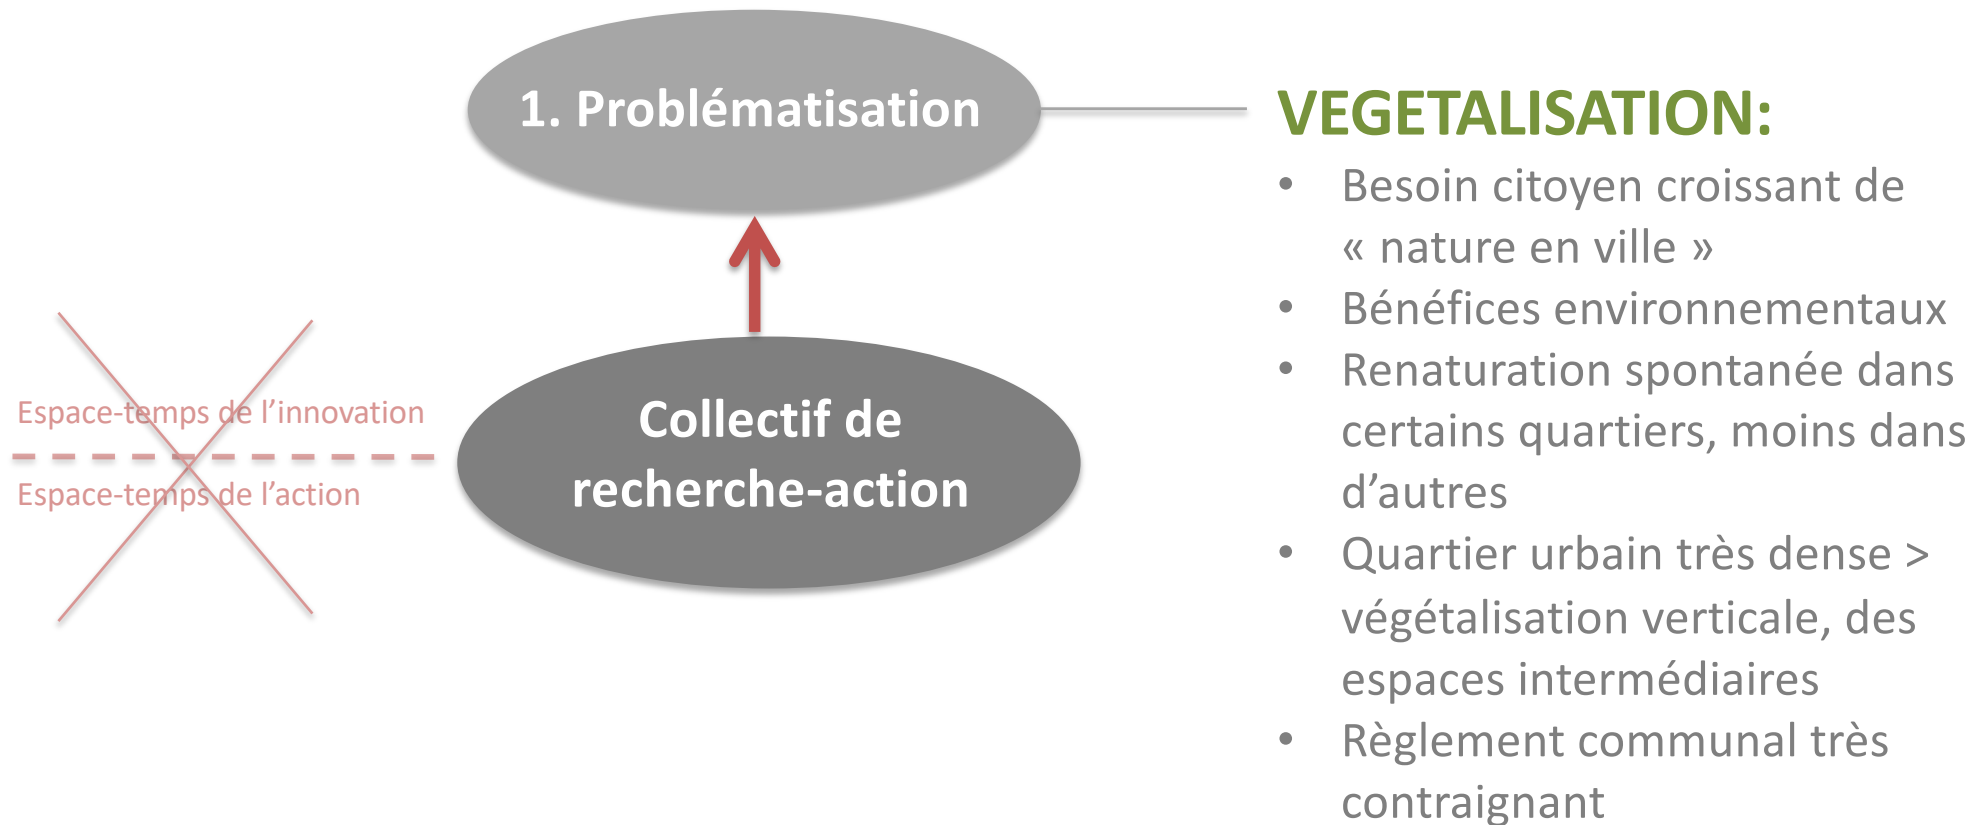 1. Problématisation
VEGETALISATION:
• Besoin citoyen croissant de
« nature en ville »
• Bénéfices environnementaux
• Renaturation spontanée dans
certains quartiers, moins dans
d’autres
• Quartier urbain très dense >
végétalisation verticale, des
espaces intermédiaires
• Règlement communal très
contraignant
Collectif de
recherche-action
Espace-temps de l’innovation
Espace-temps de l’action